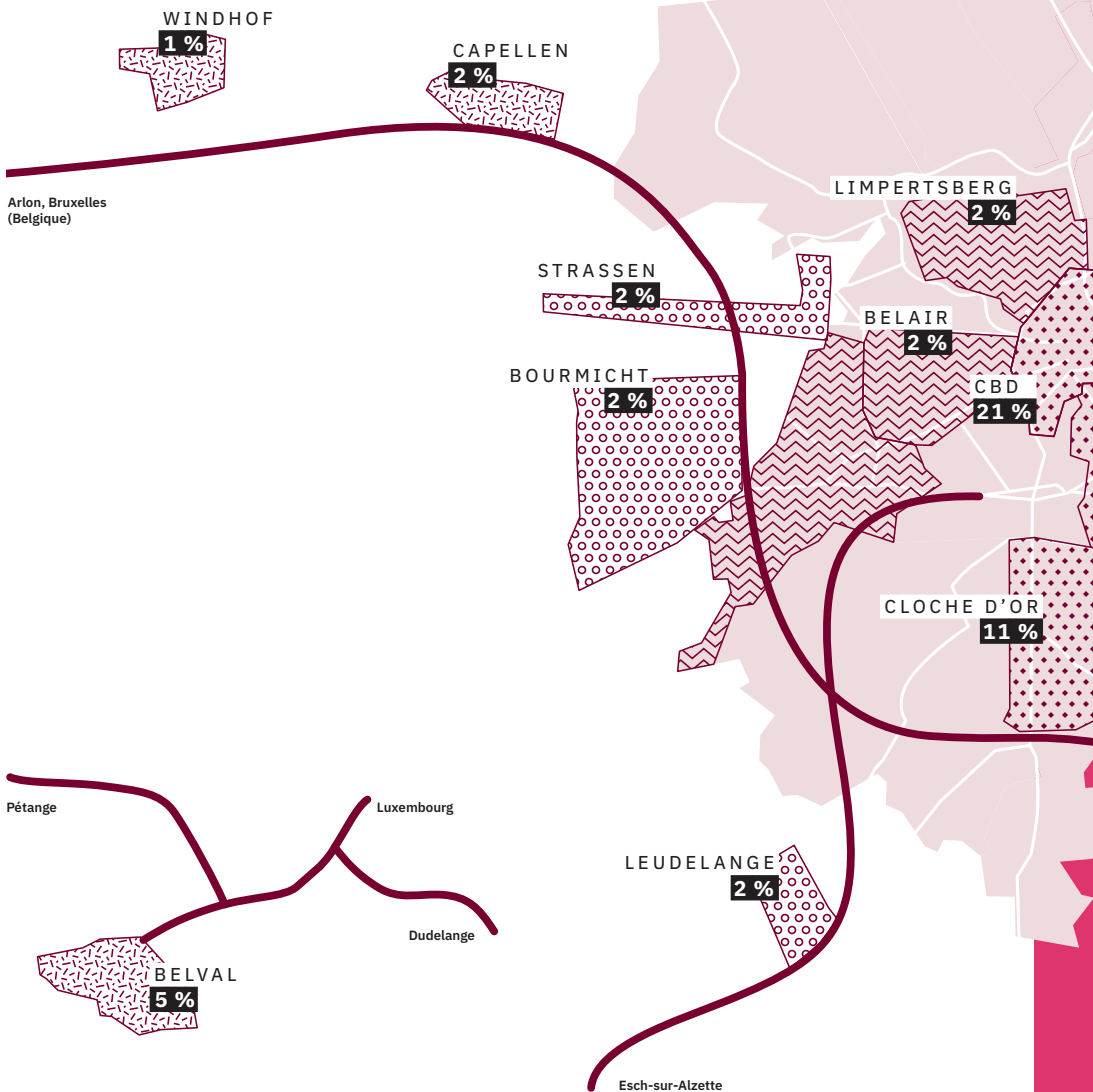 WINDHOF
1 %
CAPELLEN
2 %
Arlon, Bruxelles
(Belgique)
LIMPERTSBERG
2 %
STRASSEN
2 %
BELAIR
2 %
BOURMICHT
2 %
CBD
21 %
CLOCHE D’OR
11 %
Pétange
Luxembourg
LEUDELANGE
2 %
Dudelange
BELVAL
5 %
Esch-sur-Alzette